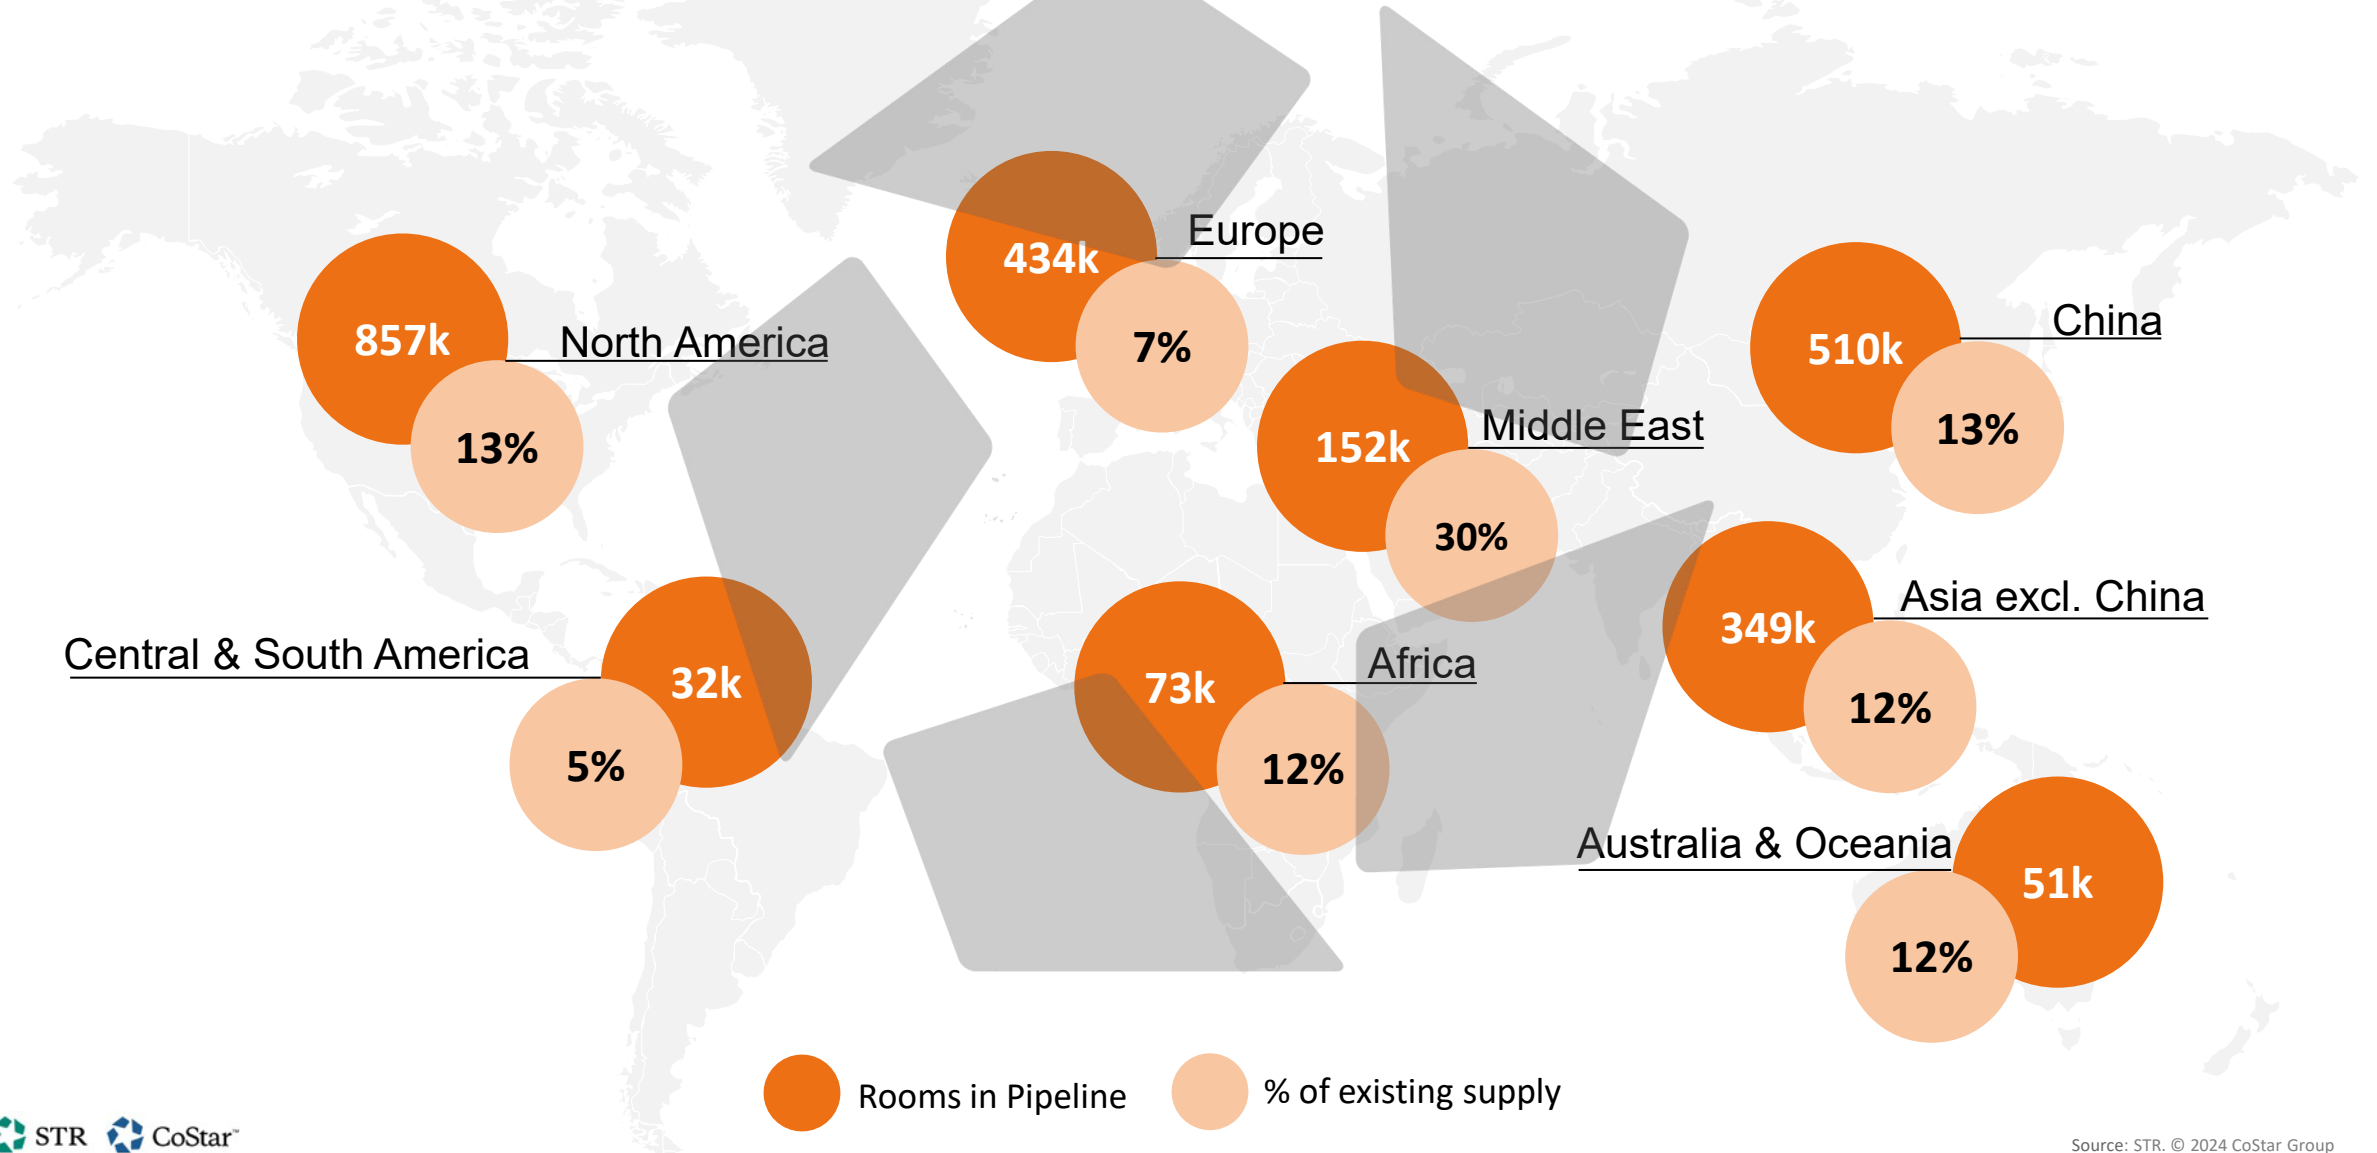 Europe
434k
7%
North America
857k
13%
China
510k
13%
Middle East
152k
30%
Asia excl. China
349k
12%
Central & South America
32k
5%
Africa
73k
12%
Australia & Oceania
51k
12%
Rooms in Pipeline
% of existing supply
STR
CoStar™
Source: STR. © 2024 CoStar Group